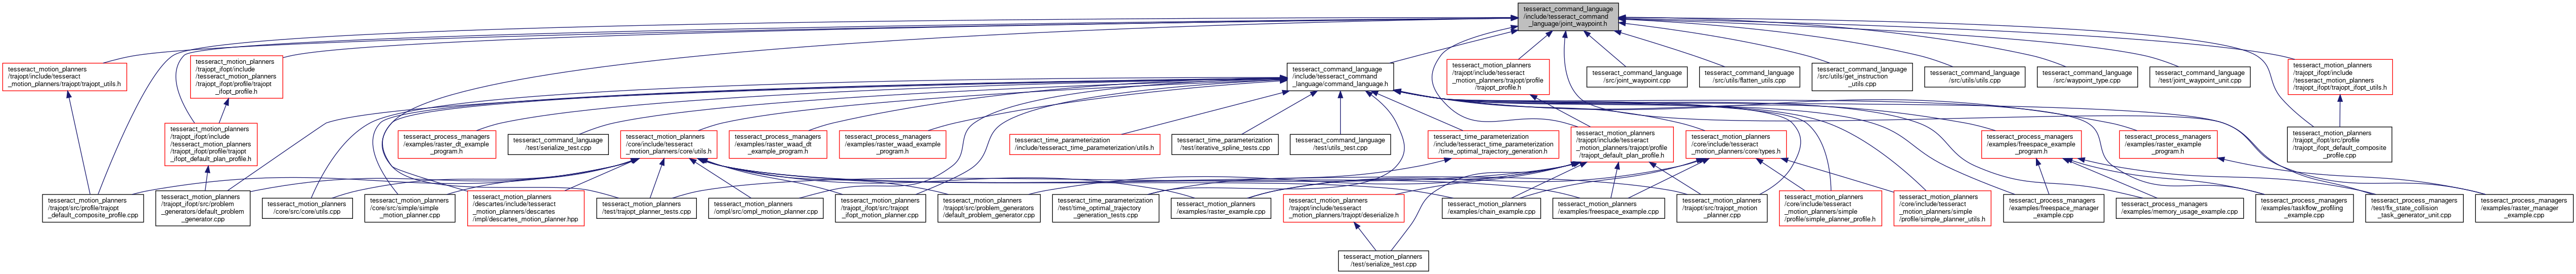 tesseract_command_language
/include/tesseract_command
_language/joint_waypoint.h
tesseract_motion_planners
/trajopt/include/tesseract
_motion_planners/trajopt/trajopt_utils.h
tesseract_motion_planners
/trajopt_ifopt/include
/tesseract_motion_planners
/trajopt_ifopt/profile/trajopt
_ifopt_profile.h
tesseract_command_language
/include/tesseract_command
_language/command_language.h
tesseract_motion_planners
/trajopt/include/tesseract
_motion_planners/trajopt/profile
/trajopt_profile.h
tesseract_command_language
/src/joint_waypoint.cpp
tesseract_command_language
/src/utils/flatten_utils.cpp
tesseract_command_language
/src/utils/get_instruction
_utils.cpp
tesseract_command_language
/src/utils/utils.cpp
tesseract_command_language
/src/waypoint_type.cpp
tesseract_command_language
/test/joint_waypoint_unit.cpp
tesseract_motion_planners
/trajopt_ifopt/include
/tesseract_motion_planners
/trajopt_ifopt/trajopt_ifopt_utils.h
tesseract_motion_planners
/trajopt_ifopt/include
/tesseract_motion_planners
/trajopt_ifopt/profile/trajopt
_ifopt_default_plan_profile.h
tesseract_process_managers
/examples/raster_dt_example
_program.h
tesseract_command_language
/test/serialize_test.cpp
tesseract_motion_planners
/core/include/tesseract
_motion_planners/core/utils.h
tesseract_process_managers
/examples/raster_waad_dt
_example_program.h
tesseract_process_managers
/examples/raster_waad_example
_program.h
tesseract_time_parameterization
/include/tesseract_time_parameterization/utils.h
tesseract_time_parameterization
/test/iterative_spline_tests.cpp
tesseract_command_language
/test/utils_test.cpp
tesseract_time_parameterization
/include/tesseract_time_parameterization
/time_optimal_trajectory_generation.h
tesseract_motion_planners
/trajopt/include/tesseract
_motion_planners/trajopt/profile
/trajopt_default_plan_profile.h
tesseract_motion_planners
/core/include/tesseract
_motion_planners/core/types.h
tesseract_process_managers
/examples/freespace_example
_program.h
tesseract_process_managers
/examples/raster_example
_program.h
tesseract_motion_planners
/trajopt_ifopt/src/profile
/trajopt_ifopt_default_composite
_profile.cpp
tesseract_motion_planners
/trajopt/src/profile/trajopt
_default_composite_profile.cpp
tesseract_motion_planners
/trajopt_ifopt/src/problem
_generators/default_problem
_generator.cpp
tesseract_motion_planners
/core/src/core/utils.cpp
tesseract_motion_planners
/core/src/simple/simple
_motion_planner.cpp
tesseract_motion_planners
/descartes/include/tesseract
_motion_planners/descartes
/impl/descartes_motion_planner.hpp
tesseract_motion_planners
/test/trajopt_planner_tests.cpp
tesseract_motion_planners
/ompl/src/ompl_motion_planner.cpp
tesseract_motion_planners
/trajopt_ifopt/src/trajopt
_ifopt_motion_planner.cpp
tesseract_motion_planners
/trajopt/src/problem_generators
/default_problem_generator.cpp
tesseract_time_parameterization
/test/time_optimal_trajectory
_generation_tests.cpp
tesseract_motion_planners
/examples/raster_example.cpp
tesseract_motion_planners
/trajopt/include/tesseract
_motion_planners/trajopt/deserialize.h
tesseract_motion_planners
/examples/chain_example.cpp
tesseract_motion_planners
/examples/freespace_example.cpp
tesseract_motion_planners
/trajopt/src/trajopt_motion
_planner.cpp
tesseract_motion_planners
/core/include/tesseract
_motion_planners/simple
/profile/simple_planner_profile.h
tesseract_motion_planners
/core/include/tesseract
_motion_planners/simple
/profile/simple_planner_utils.h
tesseract_process_managers
/examples/freespace_manager
_example.cpp
tesseract_process_managers
/examples/memory_usage_example.cpp
tesseract_process_managers
/examples/taskflow_profiling
_example.cpp
tesseract_process_managers
/test/fix_state_collision
_task_generator_unit.cpp
tesseract_process_managers
/examples/raster_manager
_example.cpp
tesseract_motion_planners
/test/serialize_test.cpp